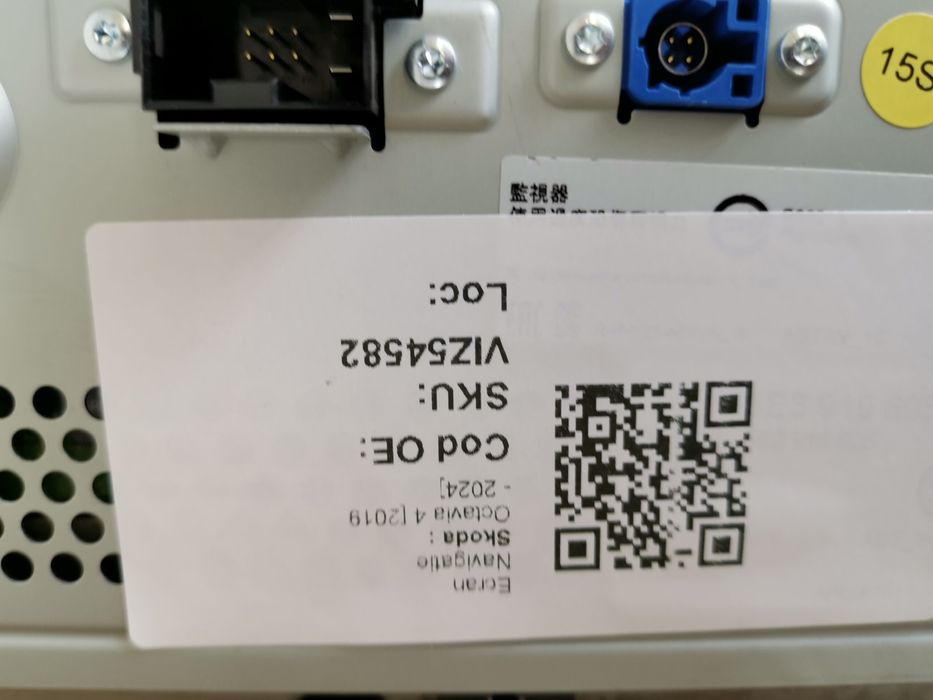 15S
監視器
Ecran
Navigatie
Skoda :
Octavia 4 [2019
- 2024]
Cod OE:
SKU:
VIZ54582
Loc: